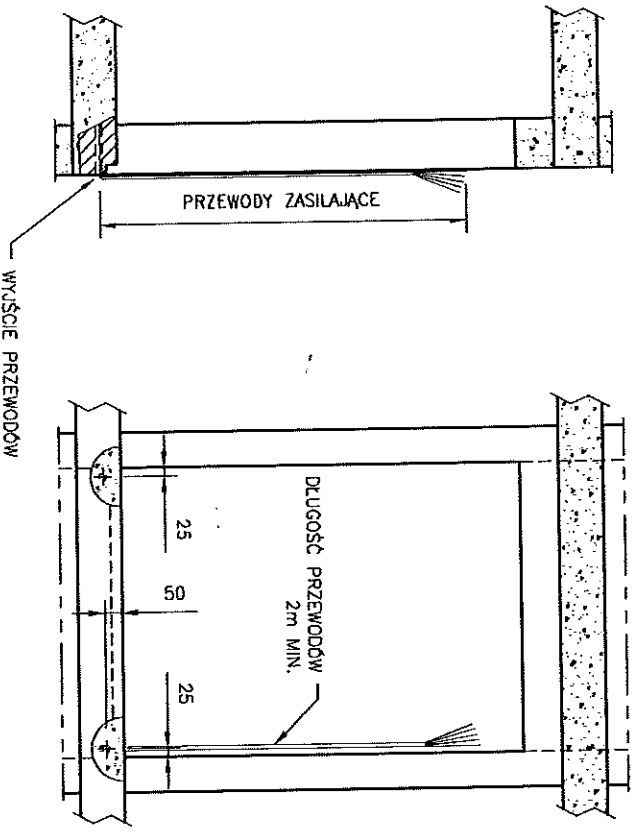 PRZEWODY ZASILAJĄCE
WYJŚCIE PRZEWODÓW
DŁUGOŚĆ PRZEWODÓW
2m MIN.
25
50
25